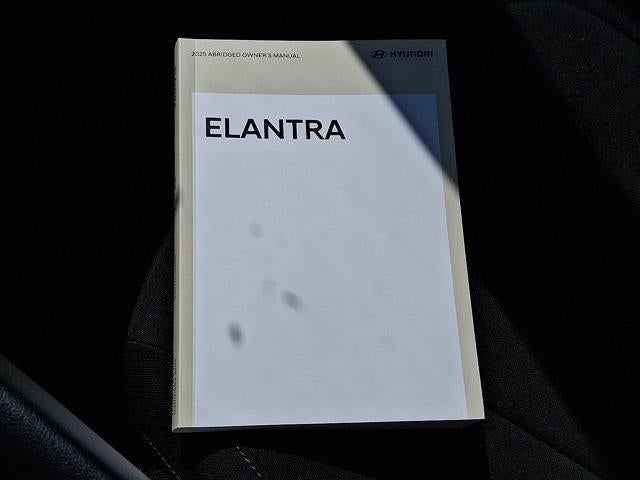 2025 ABRIDGED OWNER'S MANUAL
HYUNDAI
ELANTRA